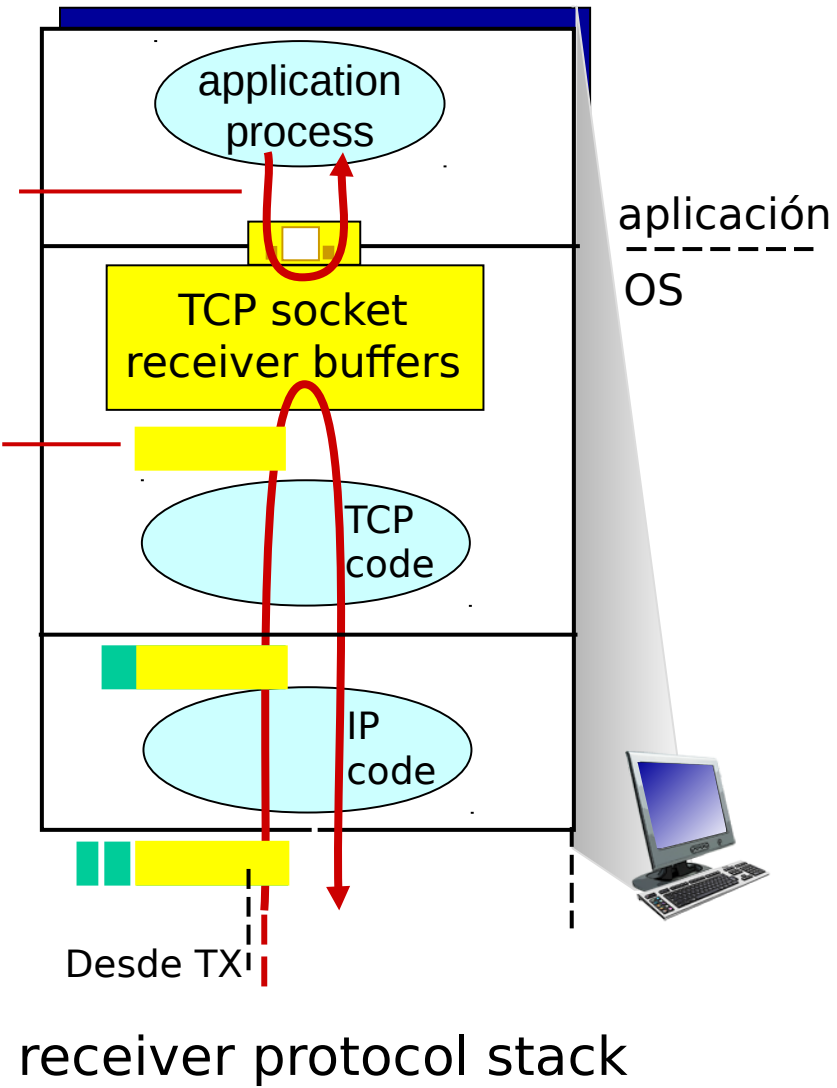 application
process
aplicación
OS
TCP socket
receiver buffers
TCP
code
IP
code
Desde TX
receiver protocol stack